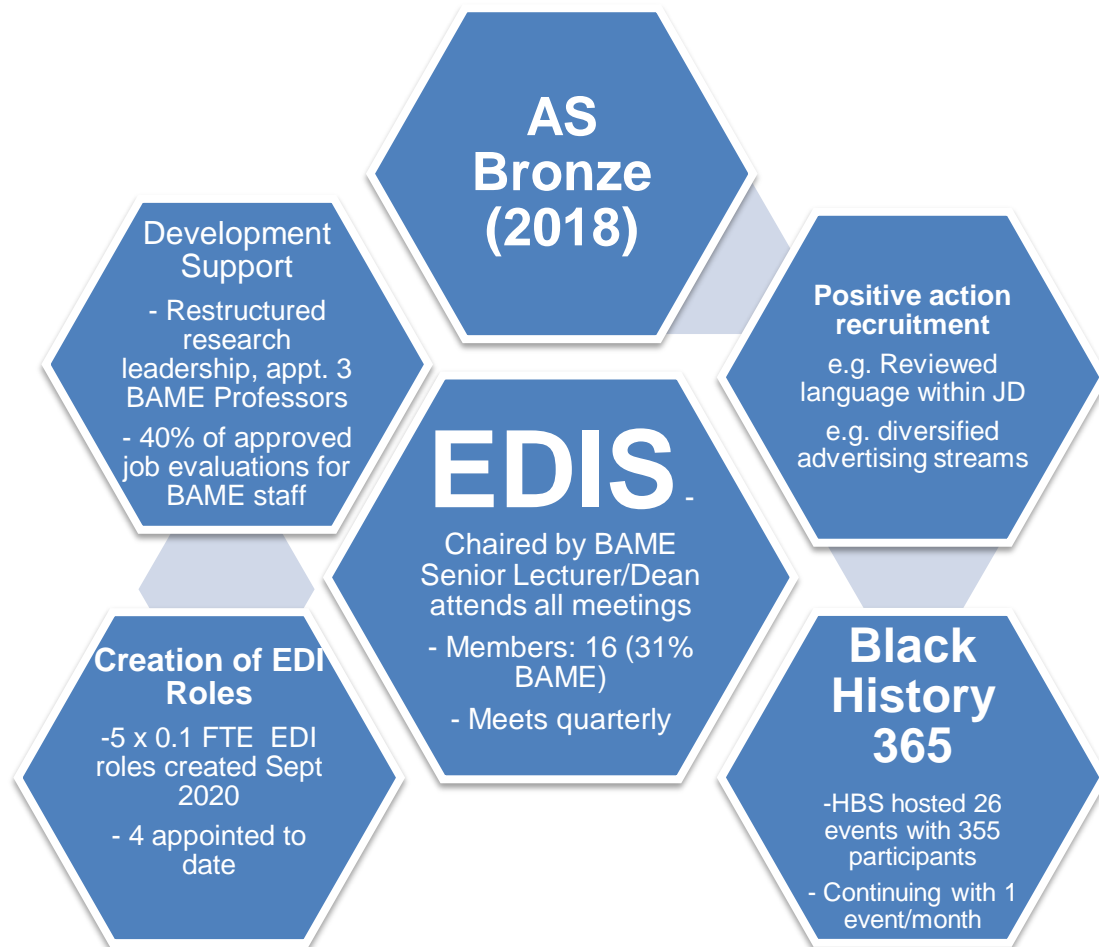 AS
Bronze
(2018)
Development
Support
- Restructured
research
leadership, appt. 3
BAME Professors
- 40% of approved
job evaluations for
BAME staff
Positive action
recruitment
e.g. Reviewed
language within JD
e.g. diversified
advertising streams
EDIS -
Chaired by BAME
Senior Lecturer/Dean
attends all meetings
- Members: 16 (31%
BAME)
- Meets quarterly
Creation of EDI
Roles
-5 x 0.1 FTE  EDI
roles created Sept
2020
- 4 appointed to
date
Black
History
365
-HBS hosted 26
events with 355
participants
- Continuing with 1
event/month